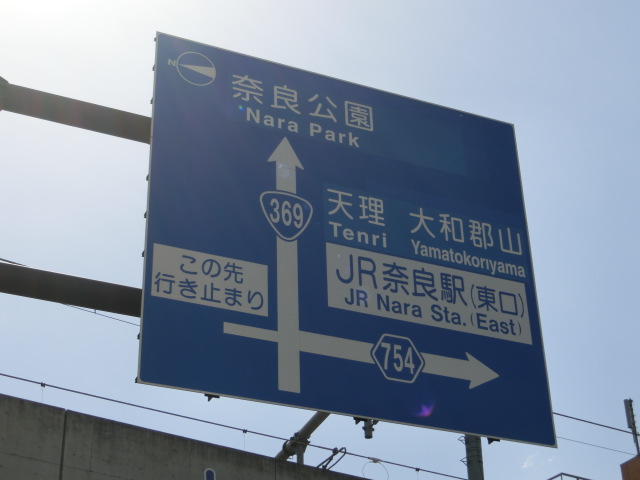 N
奈良公園
Nara Park
369
天理 大和郡山
Tenri Yamatokoriyama
この先
行き止まり
JR奈良駅(東口)
JR Nara Sta.(East)
754